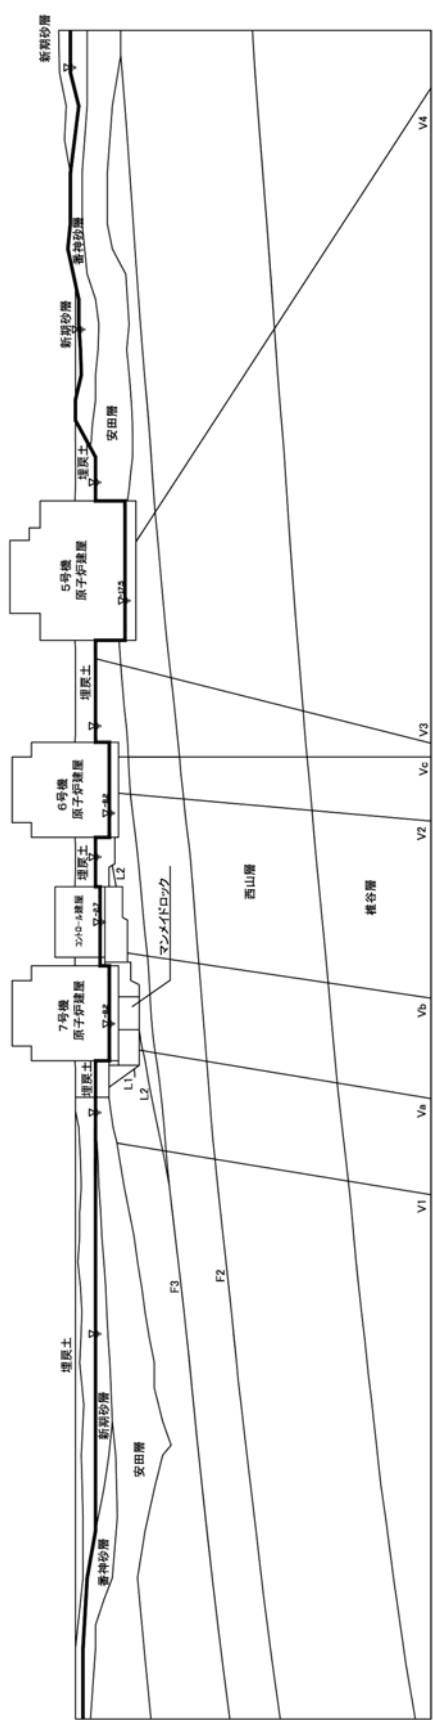 埋戻土
番神砂層
新期砂層
安田層
埋戻土
7号機
原子炉建屋
コントロール建屋
埋戻土
6号機
原子炉建屋
埋戻土
5号機
原子炉建屋
-17.5
埋戻土
安田層
新期砂層
番神砂層
新期砂層
L1
L2
マンメイドロック
L2
F3
F2
西山層
椎谷層
V1
Va
Vb
V2
Vc
V3
V4